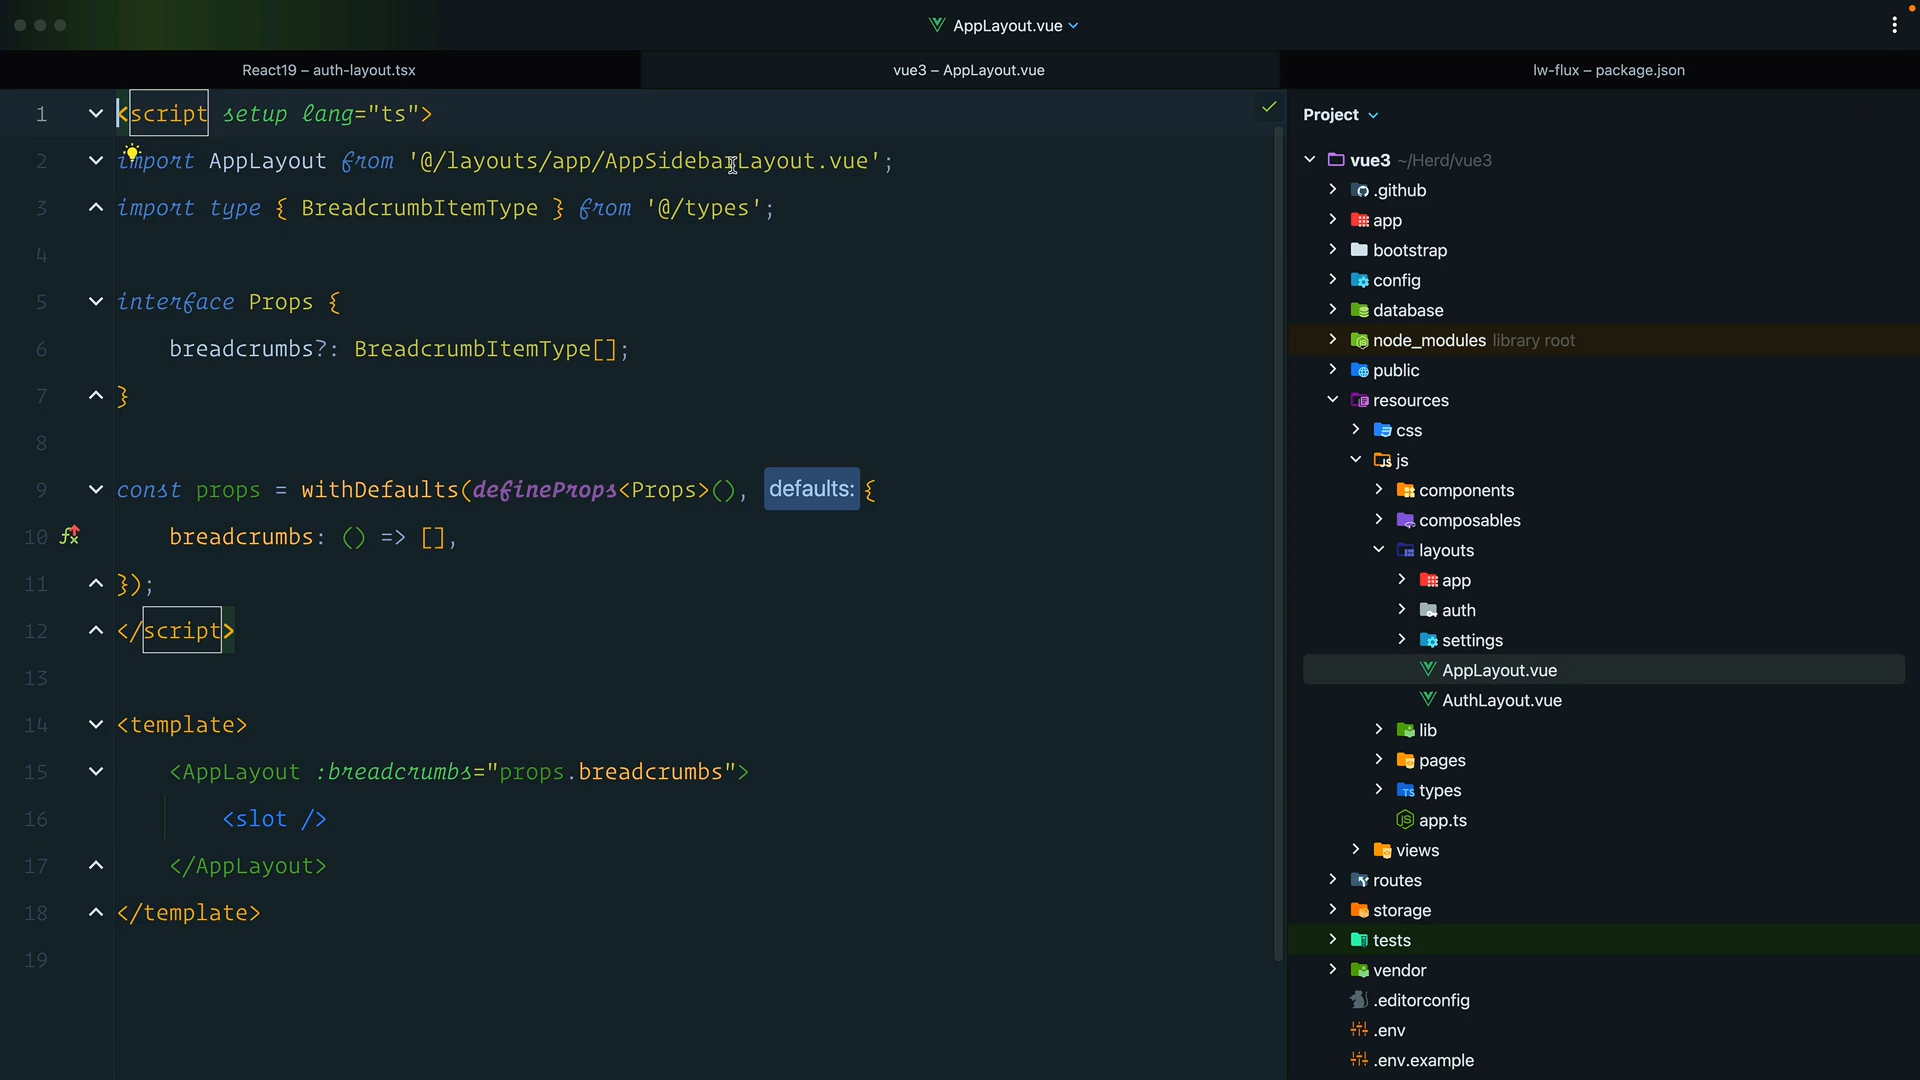 AppLayout.vue
React19 – auth-layout.tsx
vue3 – AppLayout.vue
lw-flux – package.json
1 <script setup lang="ts">
2 import AppLayout from '@/layouts/app/AppSidebarLayout.vue';
3 import type { BreadcrumbItemType } from '@/types';
4
5 interface Props {
6 breadcrumbs?: BreadcrumbItemType[];
7 }
8
9 const props = withDefaults(defineProps<Props>(), defaults: {
10 breadcrumbs: () => [],
11 });
12 </script>
13
14 <template>
15 <AppLayout :breadcrumbs="props.breadcrumbs">
16 <slot />
17 </AppLayout>
18 </template>
19
Project
vue3 ~/Herd/vue3
.github
app
bootstrap
config
database
node_modules library root
public
resources
css
js
components
composables
layouts
app
auth
settings
AppLayout.vue
AuthLayout.vue
lib
pages
types
app.ts
views
routes
storage
tests
vendor
.editorconfig
.env
.env.example